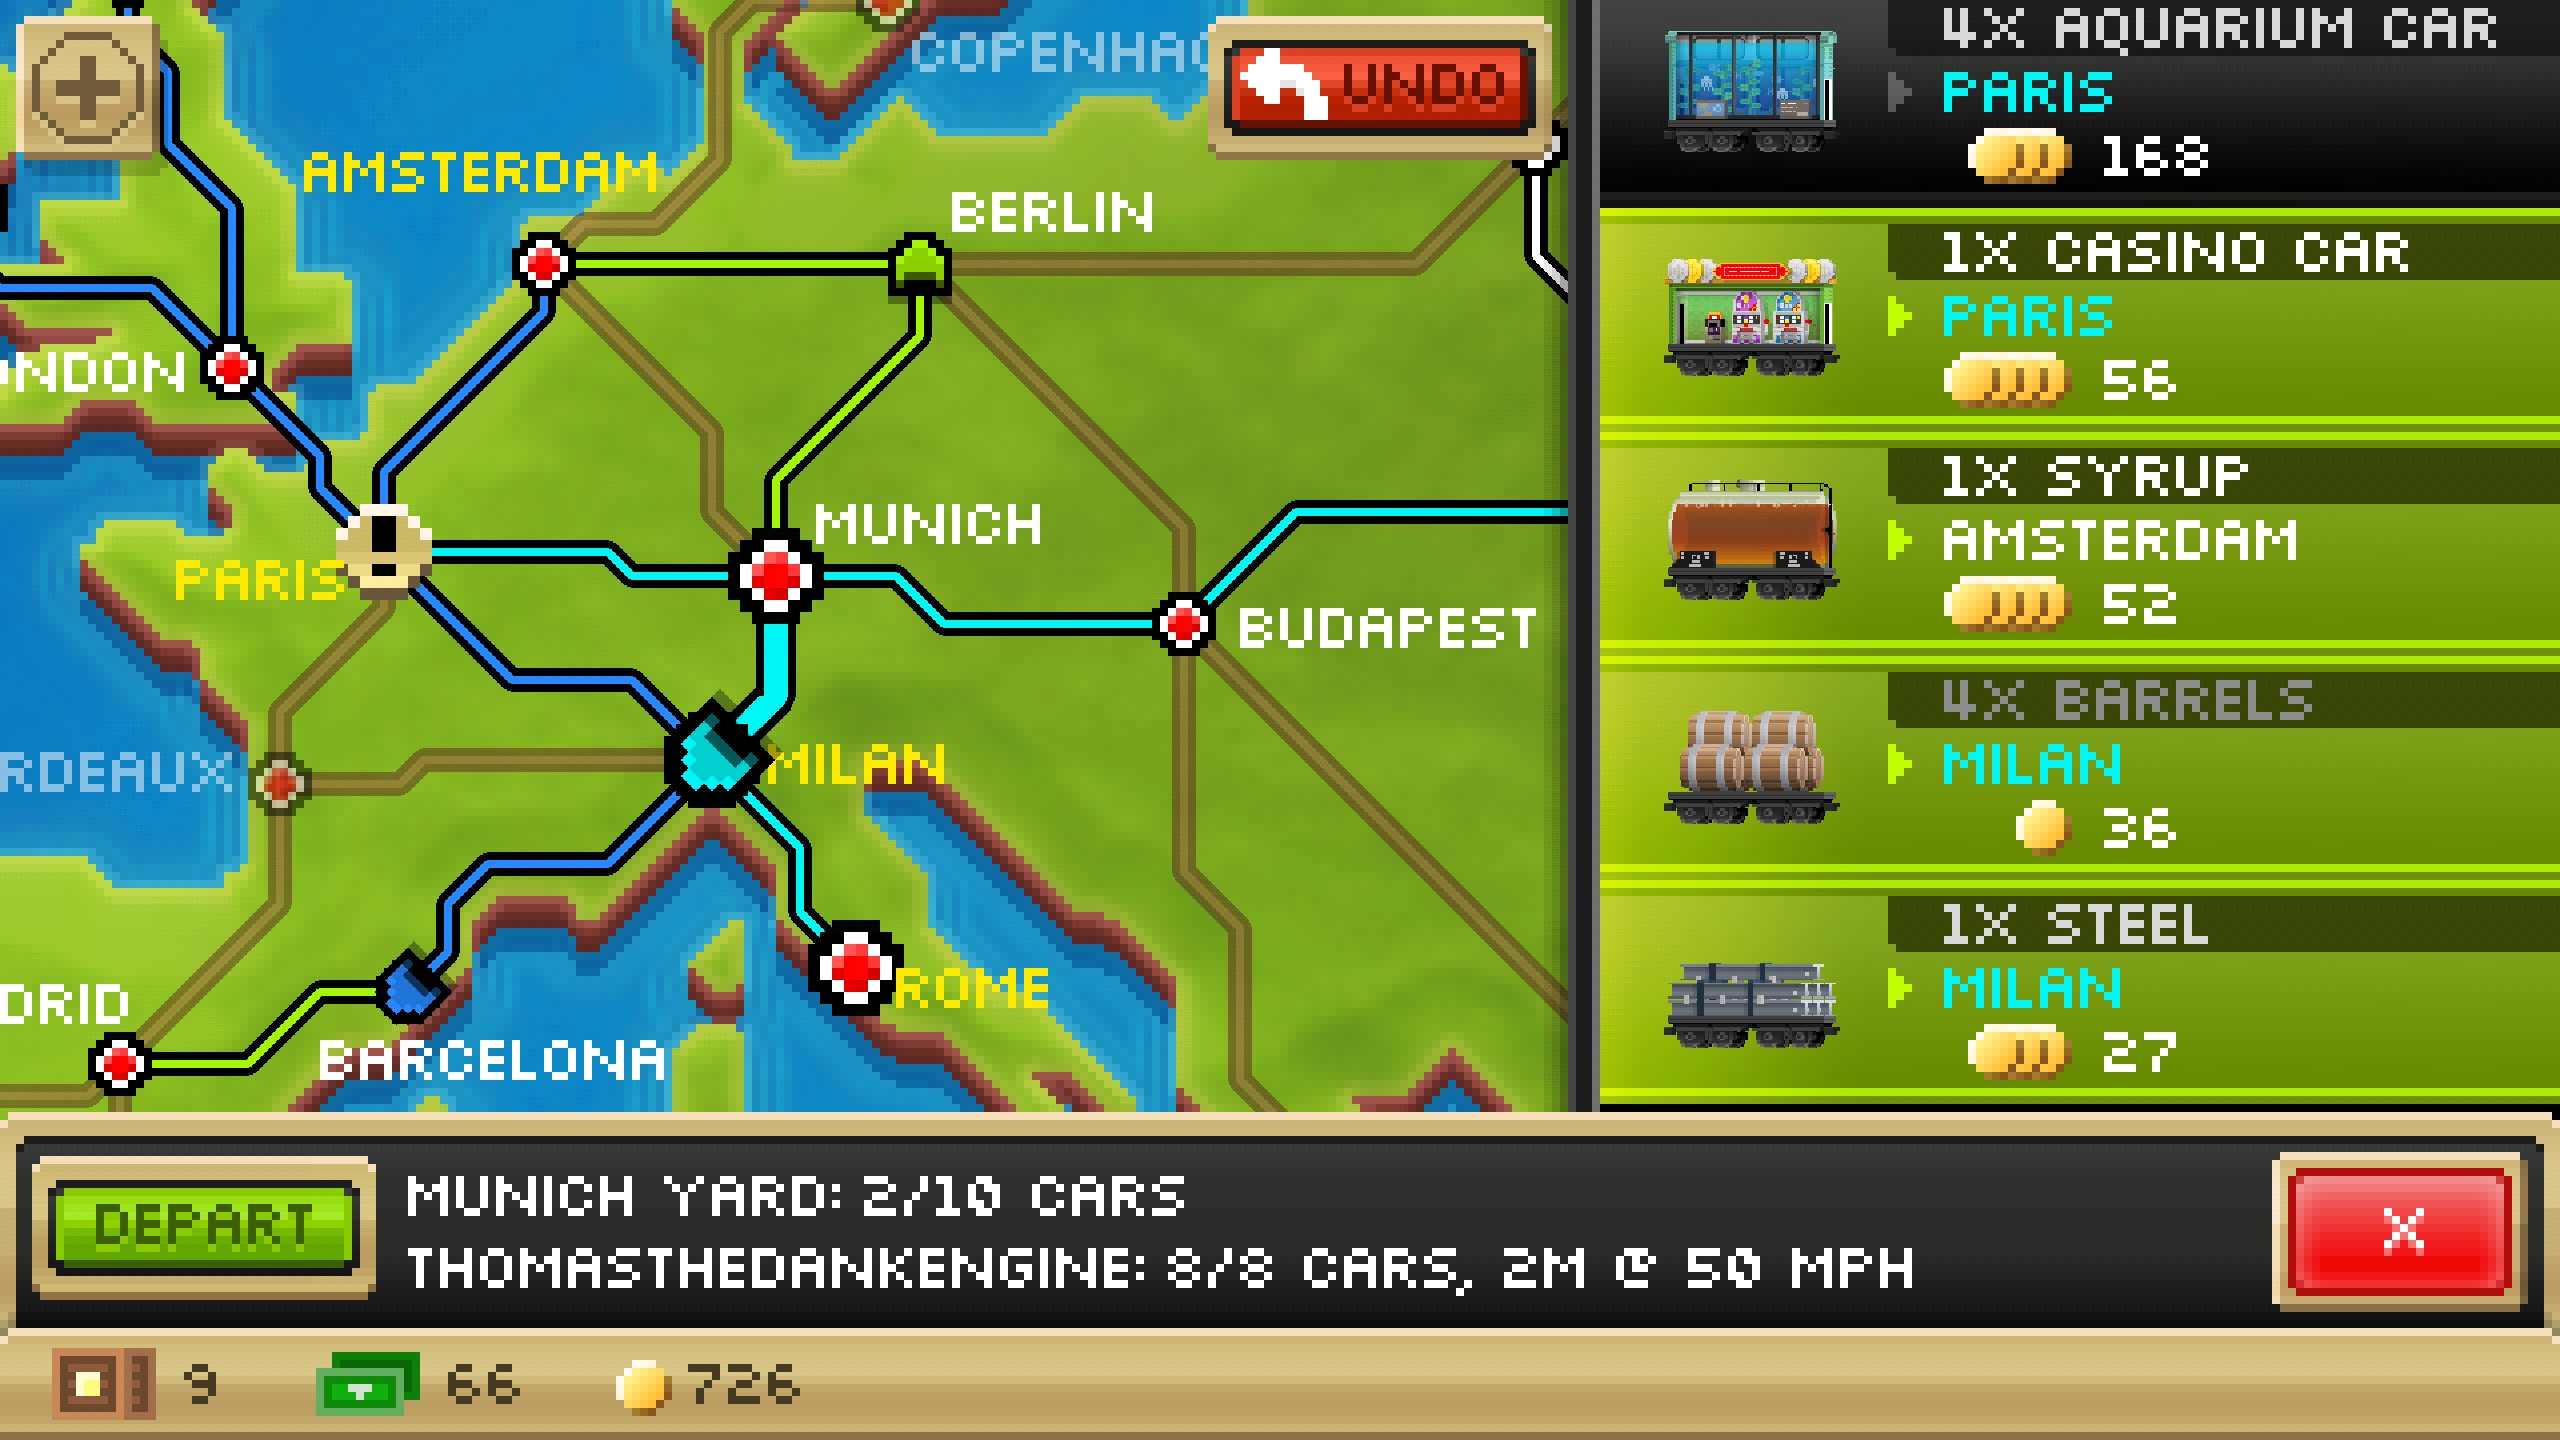 COPENHAG
UNDO
AMSTERDAM
BERLIN
ONDON
MUNICH
PARIS
BUDAPEST
RDEAUX
MILAN
ROME
DRID
BARCELONA
4X AQUARIUM CAR
PARIS
168
1X CASINO CAR
PARIS
56
1X SYRUP
AMSTERDAM
52
4X BARRELS
MILAN
36
1X STEEL
MILAN
27
DEPART
MUNICH YARD: 2/10 CARS
THOMASTHEDANKENGINE: 8/8 CARS, 2M @ 50 MPH
X
9
66
726